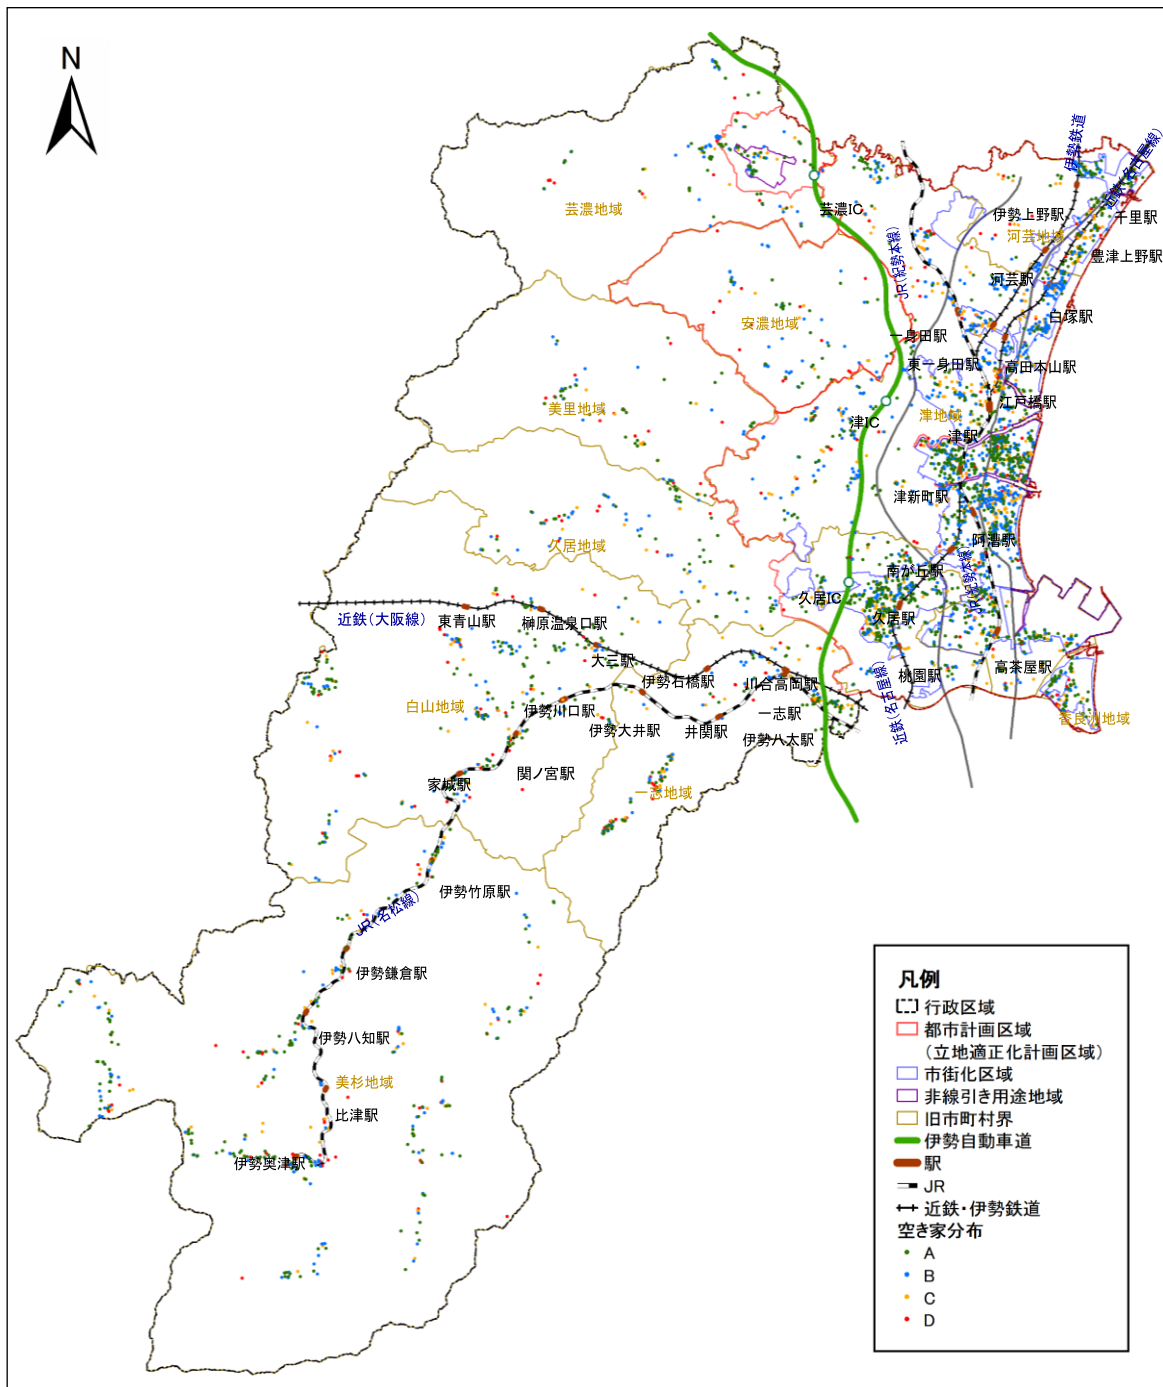 N
伊勢鉄道
近鉄(名古屋線)
芸濃地域
芸濃IC
伊勢上野駅
千里駅
河芸地域
JR(紀勢本線)
豊津上野駅
河芸駅
安濃地域
白塚駅
一身田駅
東一身田駅
高田本山駅
美里地域
江戸橋駅
津地域
津IC
津駅
津新町駅
久居地域
阿漕駅
南が丘駅
JR(紀勢本線)
久居IC
久居駅
近鉄(大阪線)
東青山駅
榊原温泉口駅
大三駅
高茶屋駅
伊勢石橋駅
川合高岡駅
桃園駅
近鉄(名古屋線)
白山地域
伊勢川口駅
一志駅
香良洲地域
伊勢大井駅
井関駅
伊勢八太駅
関ノ宮駅
家城駅
一志地域
伊勢竹原駅
JR(名松線)
伊勢鎌倉駅
伊勢八知駅
美杉地域
比津駅
伊勢奥津駅
凡例
行政区域
都市計画区域
(立地適正化計画区域)
市街化区域
非線引き用途地域
旧市町村界
伊勢自動車道
駅
JR
近鉄・伊勢鉄道
空き家分布
A
B
C
D